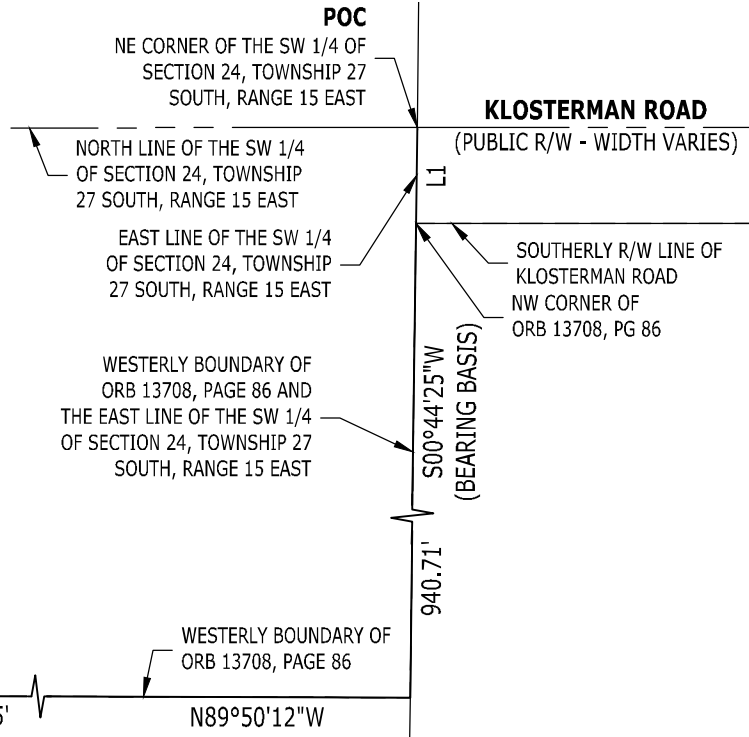 POC
NE CORNER OF THE SW 1/4 OF
SECTION 24, TOWNSHIP 27
SOUTH, RANGE 15 EAST
KLOSTERMAN ROAD
(PUBLIC R/W - WIDTH VARIES)
NORTH LINE OF THE SW 1/4
OF SECTION 24, TOWNSHIP
27 SOUTH, RANGE 15 EAST
L1
EAST LINE OF THE SW 1/4
OF SECTION 24, TOWNSHIP
27 SOUTH, RANGE 15 EAST
SOUTHERLY R/W LINE OF
KLOSTERMAN ROAD
NW CORNER OF
ORB 13708, PG 86
WESTERLY BOUNDARY OF
ORB 13708, PAGE 86 AND
THE EAST LINE OF THE SW 1/4
OF SECTION 24, TOWNSHIP 27
SOUTH, RANGE 15 EAST
S00°44'25"W
(BEARING BASIS)
940.71'
WESTERLY BOUNDARY OF
ORB 13708, PAGE 86
N89°50'12"W